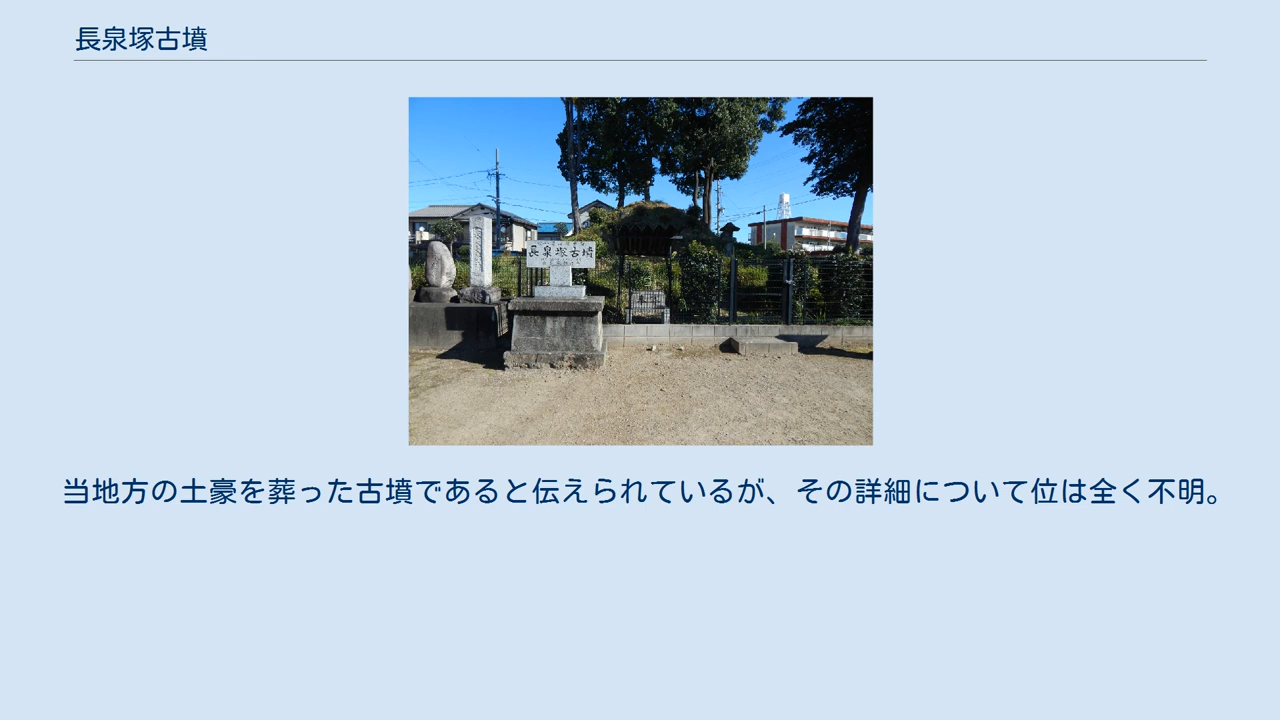 長泉塚古墳
長泉塚古墳
当地方の土豪を葬った古墳であると伝えられているが、その詳細について位は全く不明。